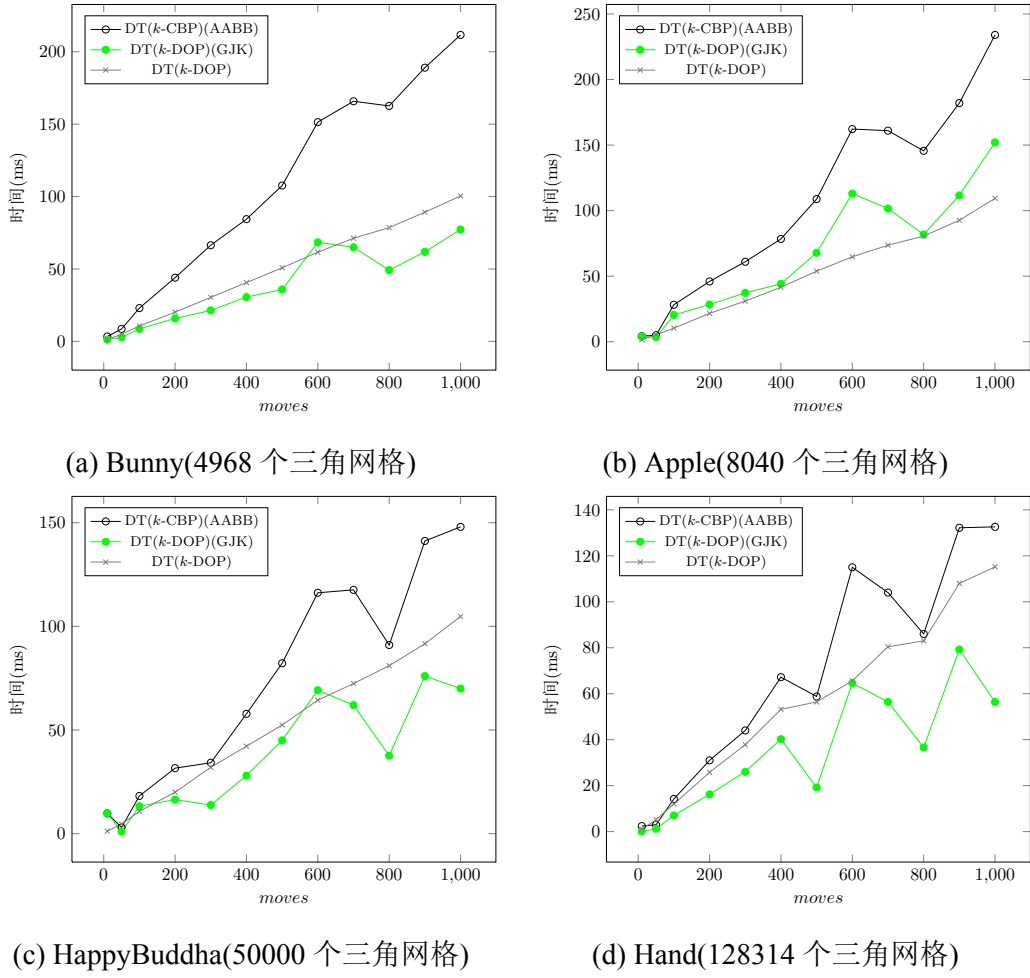 DT(k-CBP)(AABB)
DT(k-DOP)(GJK)
DT(k-DOP)
200
150
100
50
0
时间(ms)
0 200 400 600 800 1,000
moves
(a) Bunny(4968 个三角网格)
DT(k-CBP)(AABB)
DT(k-DOP)(GJK)
DT(k-DOP)
250
200
150
100
50
0
时间(ms)
0 200 400 600 800 1,000
moves
(b) Apple(8040 个三角网格)
DT(k-CBP)(AABB)
DT(k-DOP)(GJK)
DT(k-DOP)
150
100
50
0
时间(ms)
0 200 400 600 800 1,000
moves
(c) HappyBuddha(50000 个三角网格)
DT(k-CBP)(AABB)
DT(k-DOP)(GJK)
DT(k-DOP)
140
120
100
80
60
40
20
0
时间(ms)
0 200 400 600 800 1,000
moves
(d) Hand(128314 个三角网格)